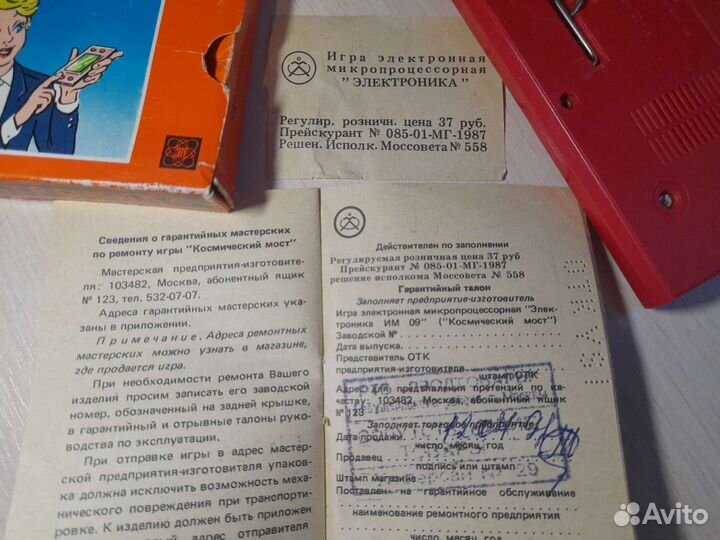 Игра электронная
микропроцессорная
"ЭЛЕКТРОНИКА"
Регулир. розничн. цена 37 руб.
Прейскурант № 085-01-МГ-1987
Решен. Исполк. Моссовета № 558
Сведения о гарантийных мастерских
по ремонту игры "Космический мост"
Мастерская предприятия-изготовите-
ля: 103482, Москва, абонентный ящик
№ 123, тел. 532-07-07.
Адреса гарантийных мастерских ука-
заны в приложении.
Примечание. Адреса ремонтных
мастерских можно узнать в магазине,
где продается игра.
При необходимости ремонта Вашего
изделия просим записать его заводской
номер, обозначенный на задней крышке,
в гарантийный и отрывные талоны руко-
водства по эксплуатации.
При отправке игры в адрес мастер-
ской предприятия-изготовителя упаков-
ка должна исключить возможность меха-
нического повреждения при транспорти-
ровке. К изделию должен быть приложен
адрес отправителя
Действителен по заполнении
Регулируемая розничная цена 37 руб
Прейскурант № 085-01-МГ-1987
решение исполкома Моссовета № 558
Гарантийный талон
Заполняет предприятие-изготовитель
Игра электронная микропроцессорная "Элек-
троника ИМ 09" ("Космический мост")
Заводской №
Дата выпуска.
Представитель ОТК
предприятия-изготовителя
штамп ОТК
Адрес для предъявления претензий по ка-
честву: 103482, Москва, абонентный ящик
№ 123
Заполняет торговое предприятие
Дата продажи
число, месяц, год
Продавец
подпись или штамп
Штамп магазина
Поставлен на гарантийное обслуживание
наименование ремонтного предприятия
число, месяц, год
Avito